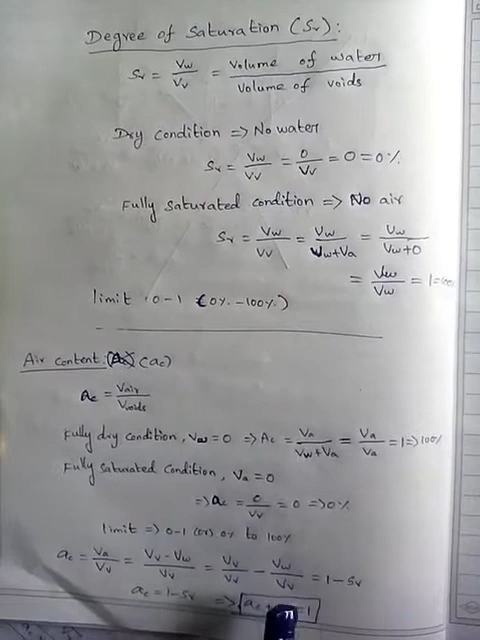 Degree of Saturation (Sr):
Sr = Vw/Vv = Volume of water/Volume of voids
Dry condition => No water
Sr = Vw/Vv = 0/Vv = 0 = 0%
Fully Saturated condition => No air
Sr = Vw/Vv = Vw/Vw+Va = Vw/Vw+0
= Vw/Vw = 1=100%
limit : 0-1 (0% - 100%)
Air content: (ac)
ac = Vair/Vvoids
Fully dry condition, Vw=0 => Ac = Va/Vw+Va = Va/Va = 1=>100%
Fully Saturated Condition, Va=0
=> ac = 0/Vv = 0 => 0%
limit => 0-1 (or) 0% to 100%
ac = Va/Vv = Vv-Vw/Vv = Vv/Vv - Vw/Vv = 1-Sr
ac = 1-Sr => ac + =1